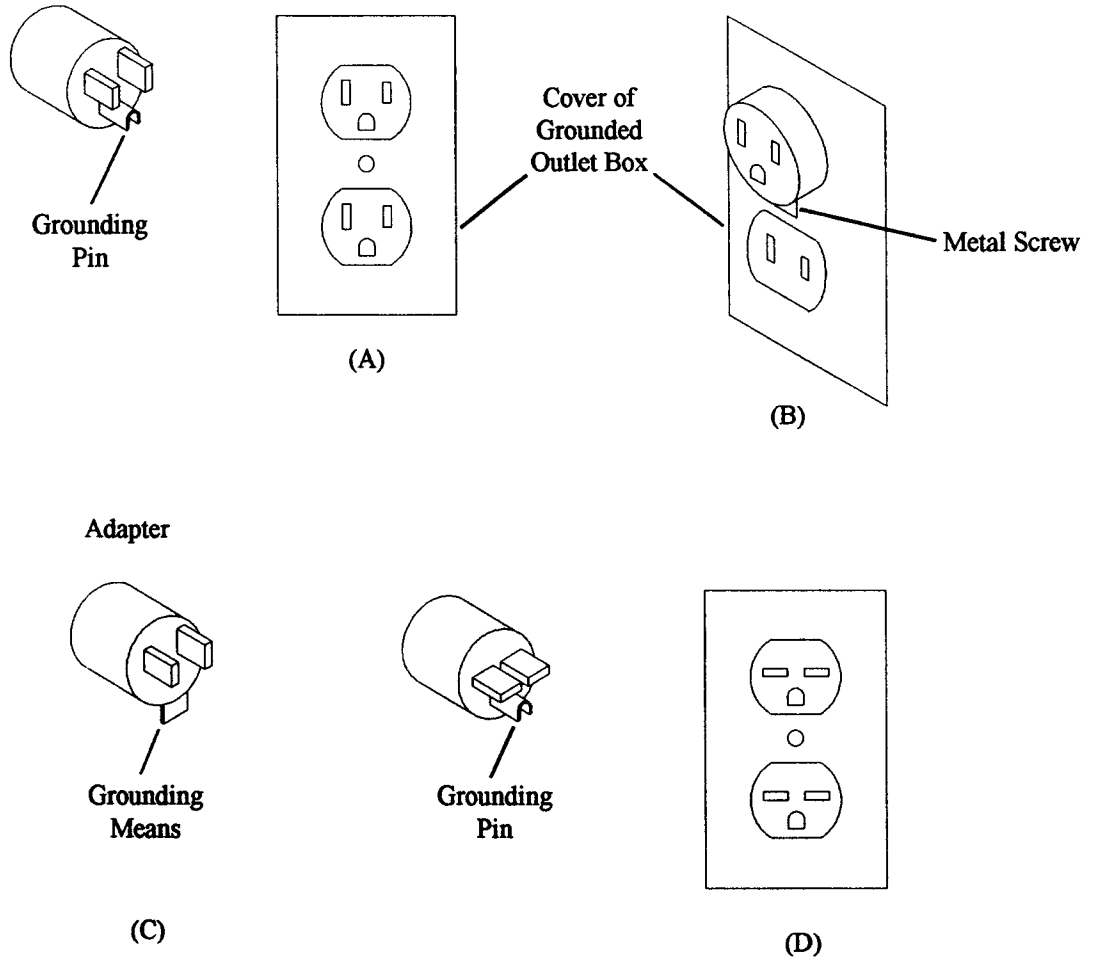 Grounding
Pin
(A)
Cover of
Grounded
Outlet Box
Metal Screw
(B)
Adapter
Grounding
Means
(C)
Grounding
Pin
(D)